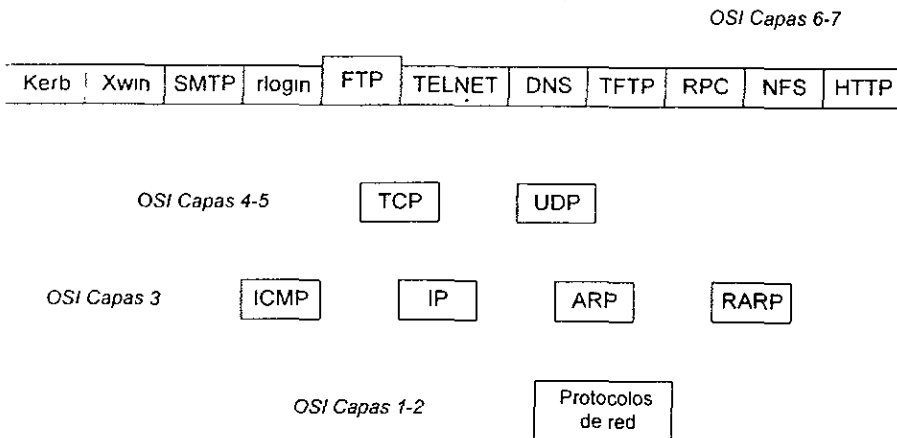 OSI Capas 6-7
Kerb Xwin SMTP rlogin FTP TELNET DNS TFTP RPC NFS HTTP
OSI Capas 4-5 TCP UDP
OSI Capas 3 ICMP IP ARP RARP
OSI Capas 1-2 Protocolos
de red